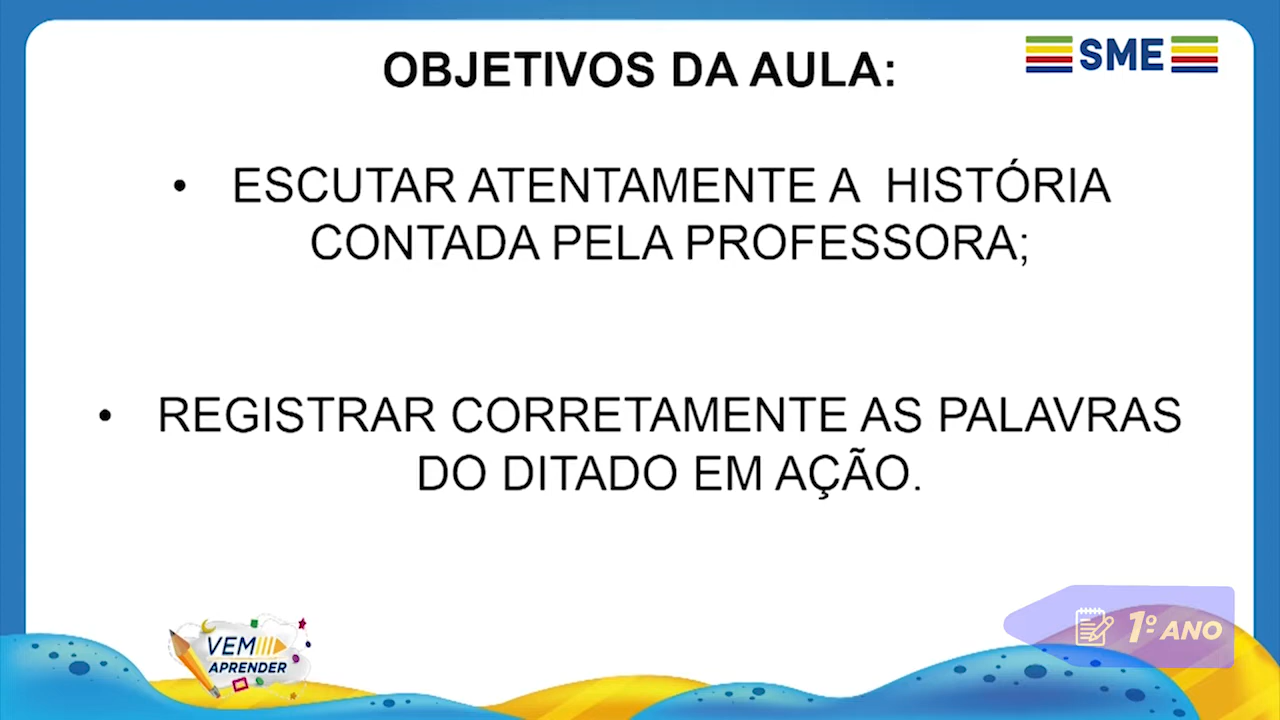 OBJETIVOS DA AULA:
SME
• ESCUTAR ATENTAMENTE A HISTÓRIA
CONTADA PELA PROFESSORA;
• REGISTRAR CORRETAMENTE AS PALAVRAS
DO DITADO EM AÇÃO.
VEM
APRENDER
1º ANO